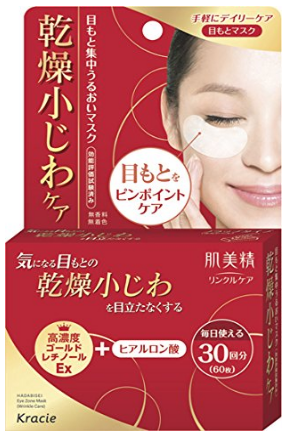 手軽にデイリーケア
目もとマスク
目もと集中うるおいマスク
効能評価試験済み
乾燥小じわケア
無香料
無着色
目もとを
ピンポイント
ケア
気になる目もとの
乾燥小じわ
を目立たなくする
高濃度
ゴールド
レチノール
Ex
+
ヒアルロン酸
肌美精
リンクルケア
毎日使える
30回分
(60枚)
HADABISEI
Eye Zone Mask
(Wrinkle Care)
Kracie